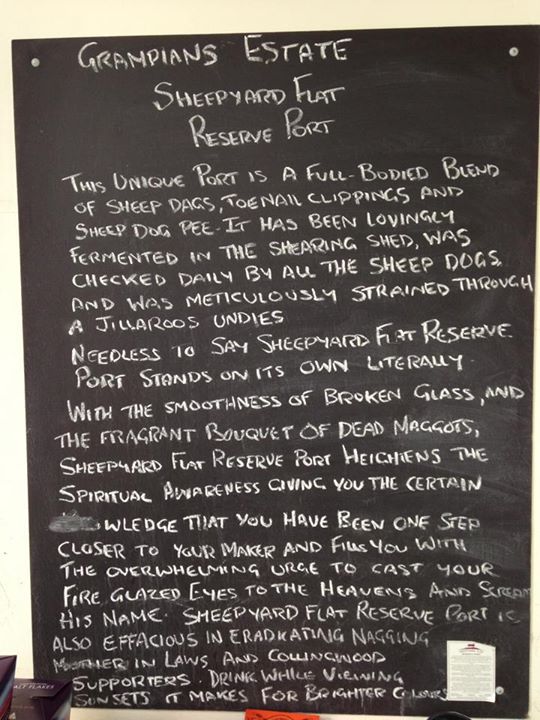 GRAMPIANS ESTATE
SHEEPYARD FLAT
RESERVE PORT
THIS UNIQUE PORT IS A FULL-BODIED BLEND
OF SHEEP DAGS, TOENAIL CLIPPINGS AND
SHEEP DOG PEE. IT HAS BEEN LOVINGLY
FERMENTED IN THE SHEARING SHED, WAS
CHECKED DAILY BY ALL THE SHEEP DOGS
AND WAS METICULOUSLY STRAINED THROUGH
A JILLAROOS UNDIES
NEEDLESS TO SAY SHEEPYARD FLAT RESERVE
PORT STANDS ON ITS OWN LITERALLY
WITH THE SMOOTHNESS OF BROKEN GLASS, AND
THE FRAGRANT BOUQUET OF DEAD MAGGOTS,
SHEEPYARD FLAT RESERVE PORT HEIGHTENS THE
SPIRITUAL AWARENESS GIVING YOU THE CERTAIN
WLEDGE THAT YOU HAVE BEEN ONE STEP
CLOSER TO YOUR MAKER AND FILLS YOU WITH
THE OVERWHELMING URGE TO CAST YOUR
FIRE GLAZED EYES TO THE HEAVENS AND SCREAM
HIS NAME. SHEEPYARD FLAT RESERVE PORT IS
ALSO EFFACIOUS IN ERADICATING NAGGING
MOTHER IN LAWS AND COLLINGWOOD
SUPPORTERS. DRINK WHILE VIEWING
SUNSETS IT MAKES FOR BRIGHTER COLOURS
ALT FLAKES